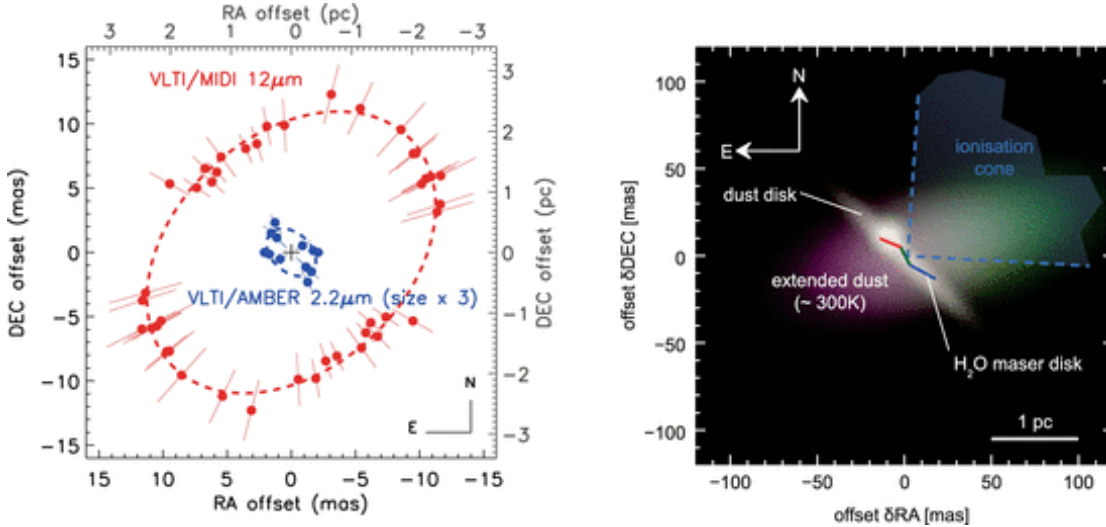 RA offset (pc)
3 2 1 0 -1 -2 -3
VLTI/MIDI 12μm
15
10
5
0
-5
-10
-15
DEC offset (mas)
3
2
1
0
-1
-2
-3
DEC offset (pc)
VLTI/AMBER 2.2μm (size x 3)
N
E
15 10 5 0 -5 -10 -15
RA offset (mas)
100
50
0
-50
-100
offset δDEC [mas]
N
E
ionisation
cone
dust disk
extended dust
(~ 300K)
H₂O maser disk
1 pc
-100 -50 0 50 100
offset δRA [mas]